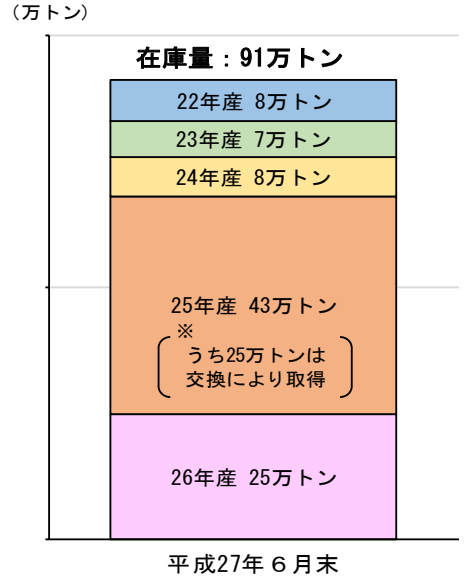 （万トン）
在庫量：91万トン
22年産 8万トン
23年産 7万トン
24年産 8万トン
25年産 43万トン
※
うち25万トンは
交換により取得
26年産 25万トン
平成27年６月末